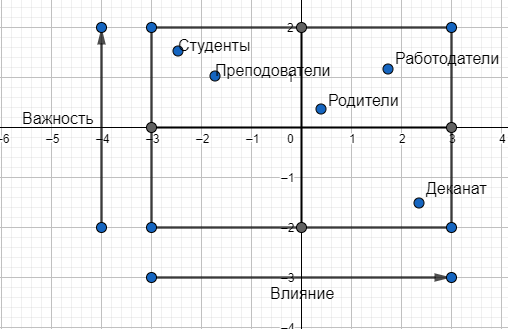 2
Студенты
Работодатели
Преподователи
1
Родители
Важность
-6 -5 -4 -3 -2 -1 0 1 2 3 4
-1
Деканат
-2
-3
Влияние
-4